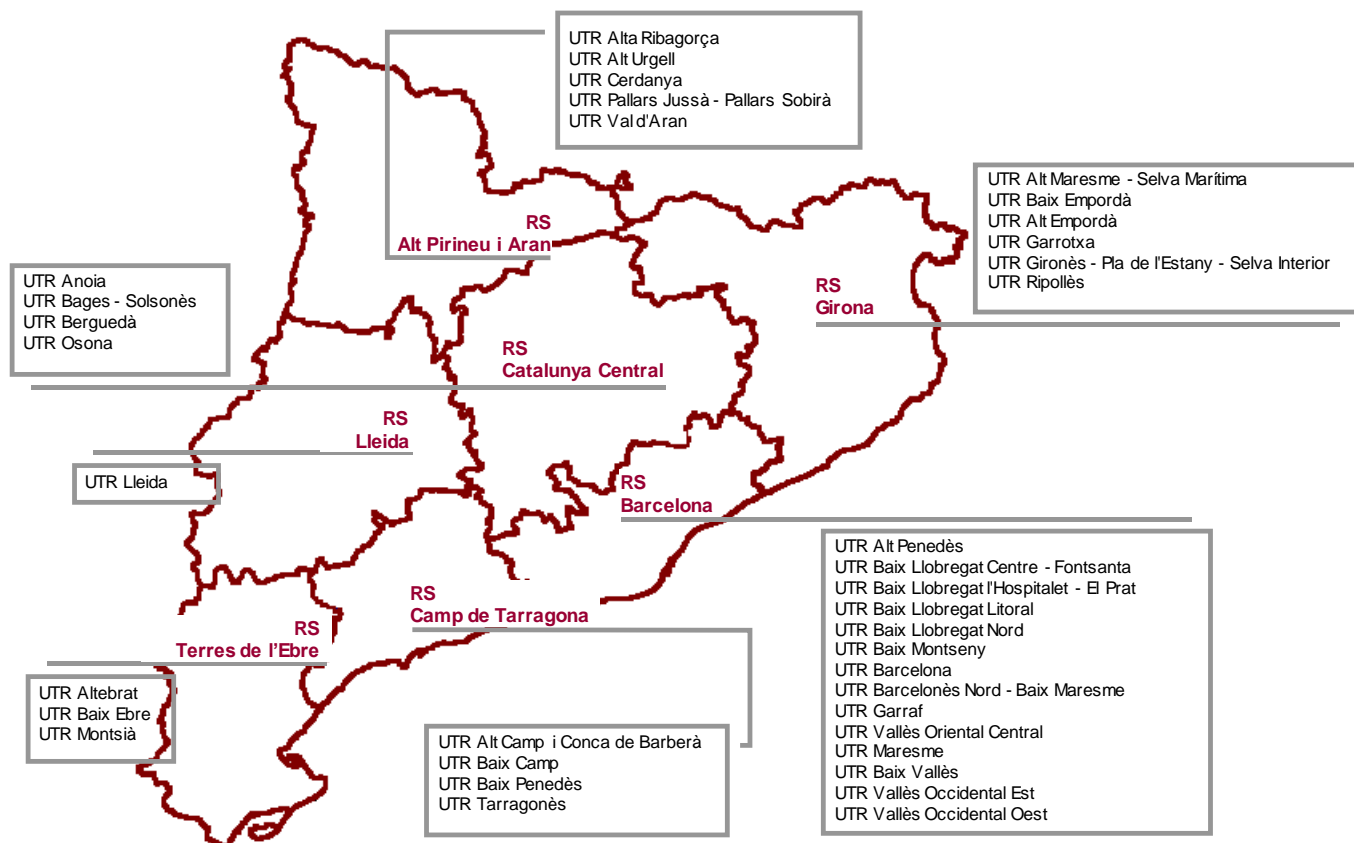 UTR Alta Ribagorça
UTR Alt Urgell
UTR Cerdanya
UTR Pallars Jussà - Pallars Sobirà
UTR Val d'Aran
RS
Alt Pirineu i Aran
UTR Alt Maresme - Selva Marítima
UTR Baix Empordà
UTR Alt Empordà
UTR Garrotxa
UTR Gironès - Pla de l'Estany - Selva Interior
UTR Ripollès
RS
Girona
UTR Anoia
UTR Bages - Solsonès
UTR Berguedà
UTR Osona
RS
Catalunya Central
RS
Lleida
UTR Lleida
RS
Barcelona
UTR Alt Penedès
UTR Baix Llobregat Centre - Fontsanta
UTR Baix Llobregat l'Hospitalet - El Prat
UTR Baix Llobregat Litoral
UTR Baix Llobregat Nord
UTR Baix Montseny
UTR Barcelona
UTR Barcelonès Nord - Baix Maresme
UTR Garraf
UTR Vallès Oriental Central
UTR Maresme
UTR Baix Vallès
UTR Vallès Occidental Est
UTR Vallès Occidental Oest
RS
Camp de Tarragona
UTR Alt Camp i Conca de Barberà
UTR Baix Camp
UTR Baix Penedès
UTR Tarragonès
RS
Terres de l’Ebre
UTR Altebrat
UTR Baix Ebre
UTR Montsià